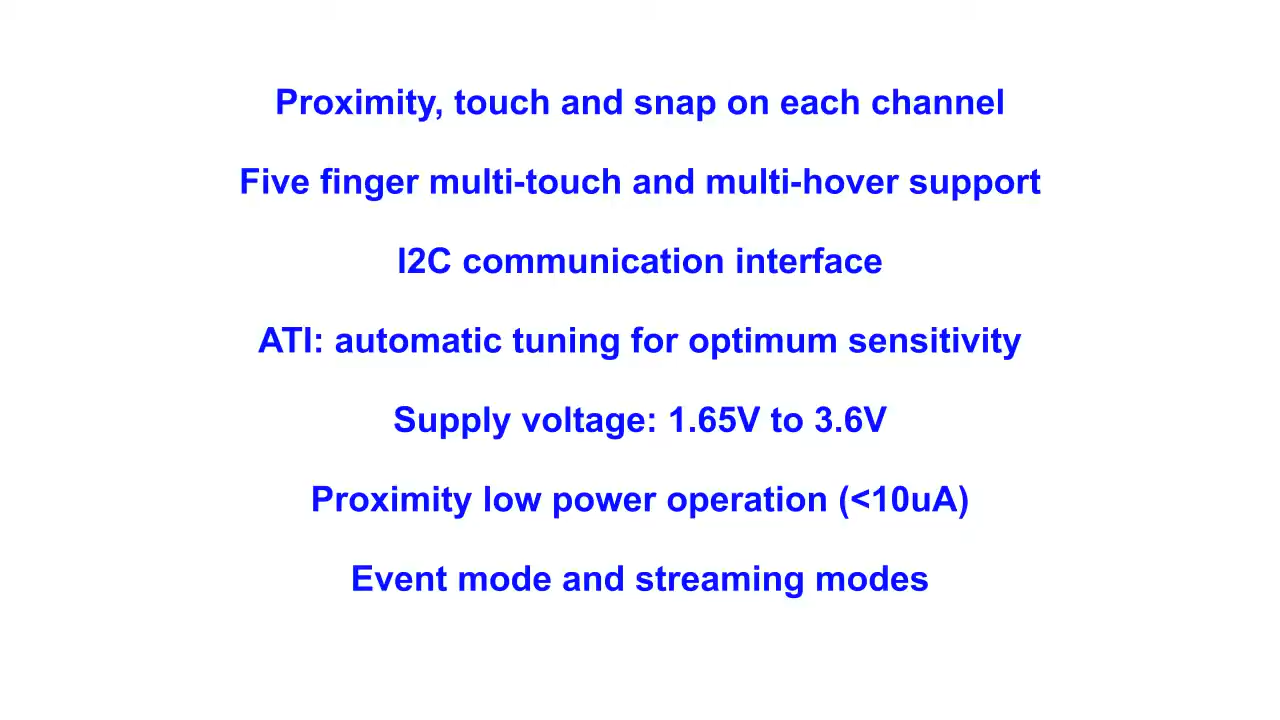 Proximity, touch and snap on each channel
Five finger multi-touch and multi-hover support
I2C communication interface
ATI: automatic tuning for optimum sensitivity
Supply voltage: 1.65V to 3.6V
Proximity low power operation (<10uA)
Event mode and streaming modes